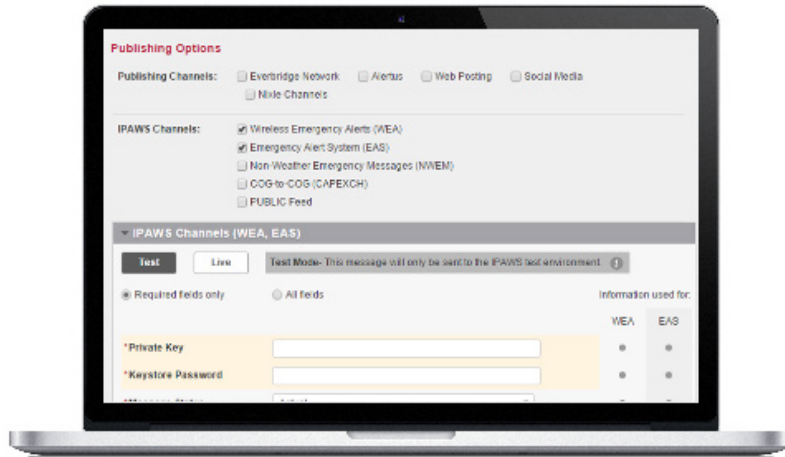 Publishing Options
Publishing Channels: Everbridge Network Alertus Web Posting Social Media
Nixle Channels
IPAWS Channels: Wireless Emergency Alerts (WEA)
Emergency Alert System (EAS)
Non-Weather Emergency Messages (NWEM)
COG-to-COG (CAPEXCH)
PUBLIC Feed
IPAWS Channels (WEA, EAS)
Test Live Test Mode- This message will only be sent to the IPAWS test environment
Required fields only All fields Information used for:
WEA EAS
*Private Key
*Keystore Password